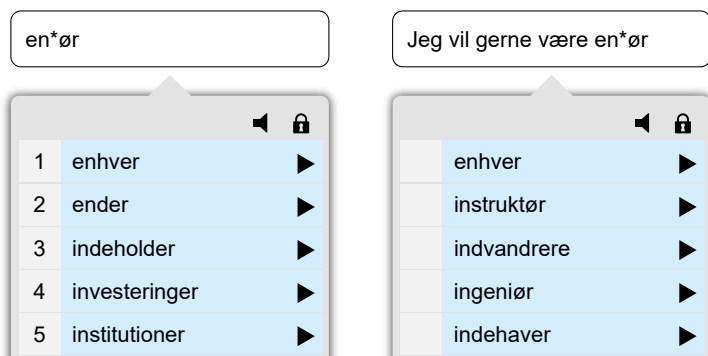 en*ør
1 enhver
2 ender
3 indeholder
4 investeringer
5 institutioner
Jeg vil gerne være en*ør
enhver
instruktør
indvandrere
ingeniør
indehaver